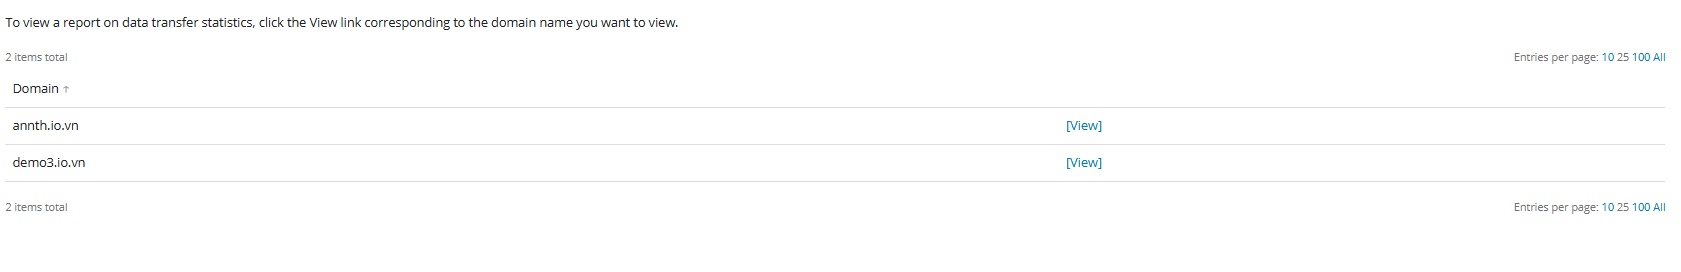 To view a report on data transfer statistics, click the View link corresponding to the domain name you want to view.
2 items total Entries per page: 10 25 100 All
Domain ↑
annth.io.vn [View]
demo3.io.vn [View]
2 items total Entries per page: 10 25 100 All